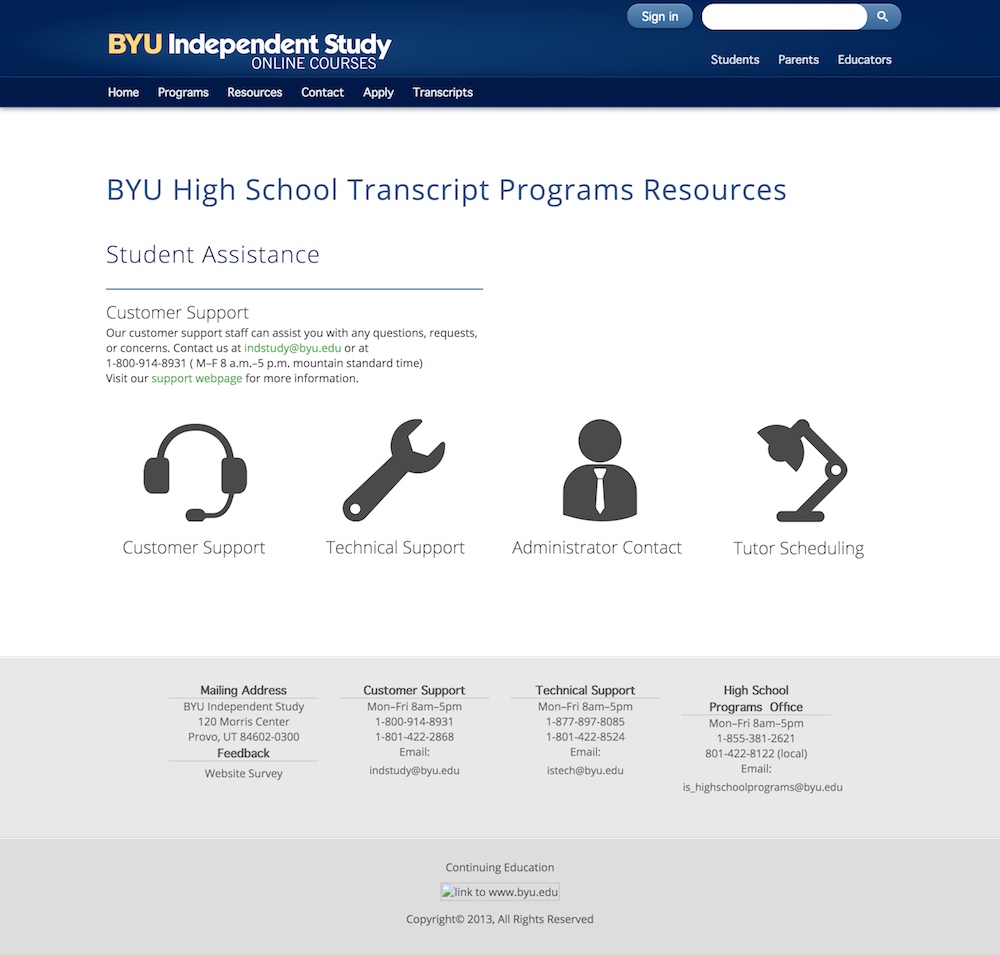 Sign in
BYU Independent Study
ONLINE COURSES
Students Parents Educators
Home Programs Resources Contact Apply Transcripts
BYU High School Transcript Programs Resources
Student Assistance
Customer Support
Our customer support staff can assist you with any questions, requests,
or concerns. Contact us at indstudy@byu.edu or at
1-800-914-8931 ( M–F 8 a.m.–5 p.m. mountain standard time)
Visit our support webpage for more information.
Customer Support Technical Support Administrator Contact Tutor Scheduling
Mailing Address
BYU Independent Study
120 Morris Center
Provo, UT 84602-0300
Feedback
Website Survey
Customer Support
Mon–Fri 8am–5pm
1-800-914-8931
1-801-422-2868
Email:
indstudy@byu.edu
Technical Support
Mon–Fri 8am–5pm
1-877-897-8085
1-801-422-8524
Email:
istech@byu.edu
High School
Programs Office
Mon–Fri 8am–5pm
1-855-381-2621
801-422-8122 (local)
Email:
is_highschoolprograms@byu.edu
Continuing Education
link to www.byu.edu
Copyright© 2013, All Rights Reserved